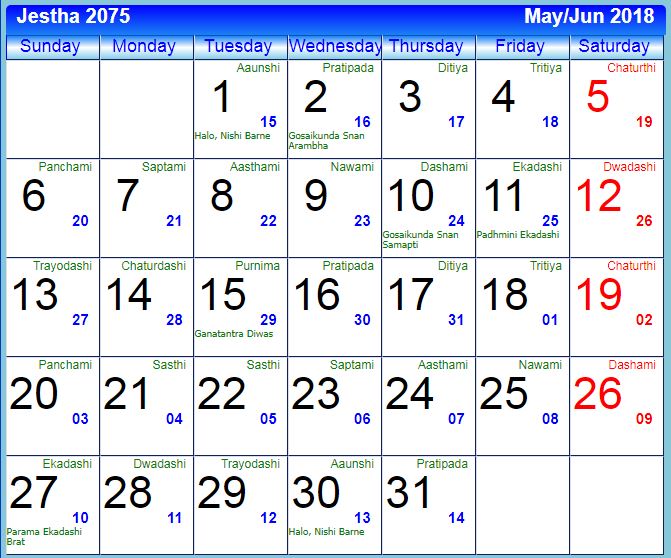 Jestha 2075 May/Jun 2018
Sunday Monday Tuesday Wednesday Thursday Friday Saturday
Aaunshi Pratipada Ditiya Tritiya Chaturthi
1 2 3 4 5
15 16 17 18 19
Halo, Nishi Barne Gosaikunda Snan
Arambha
Panchami Saptami Aasthami Nawami Dashami Ekadashi Dwadashi
6 7 8 9 10 11 12
20 21 22 23 24 25 26
Gosaikunda Snan Padhmini Ekadashi
Samapti
Trayodashi Chaturdashi Purnima Pratipada Ditiya Tritiya Chaturthi
13 14 15 16 17 18 19
27 28 29 30 31 01 02
Ganatantra Diwas
Panchami Sasthi Sasthi Saptami Aasthami Nawami Dashami
20 21 22 23 24 25 26
03 04 05 06 07 08 09
Ekadashi Dwadashi Trayodashi Aaunshi Pratipada
27 28 29 30 31
10 11 12 13 14
Parama Ekadashi Halo, Nishi Barne
Brat